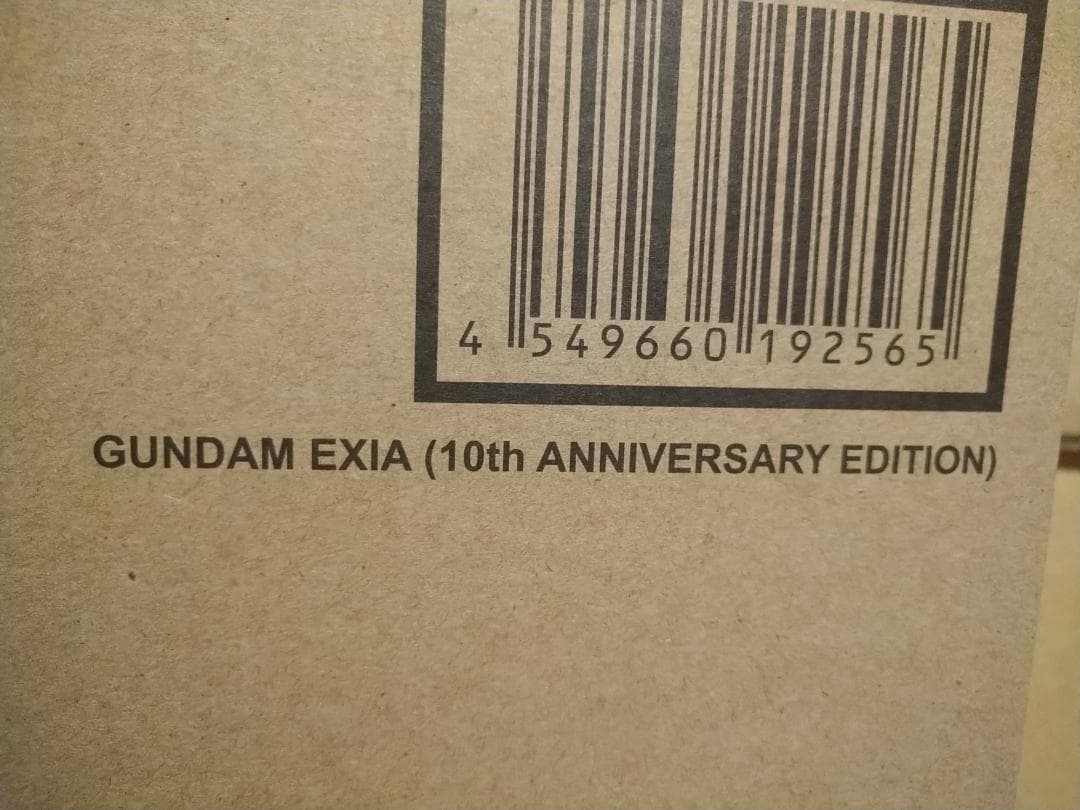 4 549660 192565
GUNDAM EXIA (10th ANNIVERSARY EDITION)